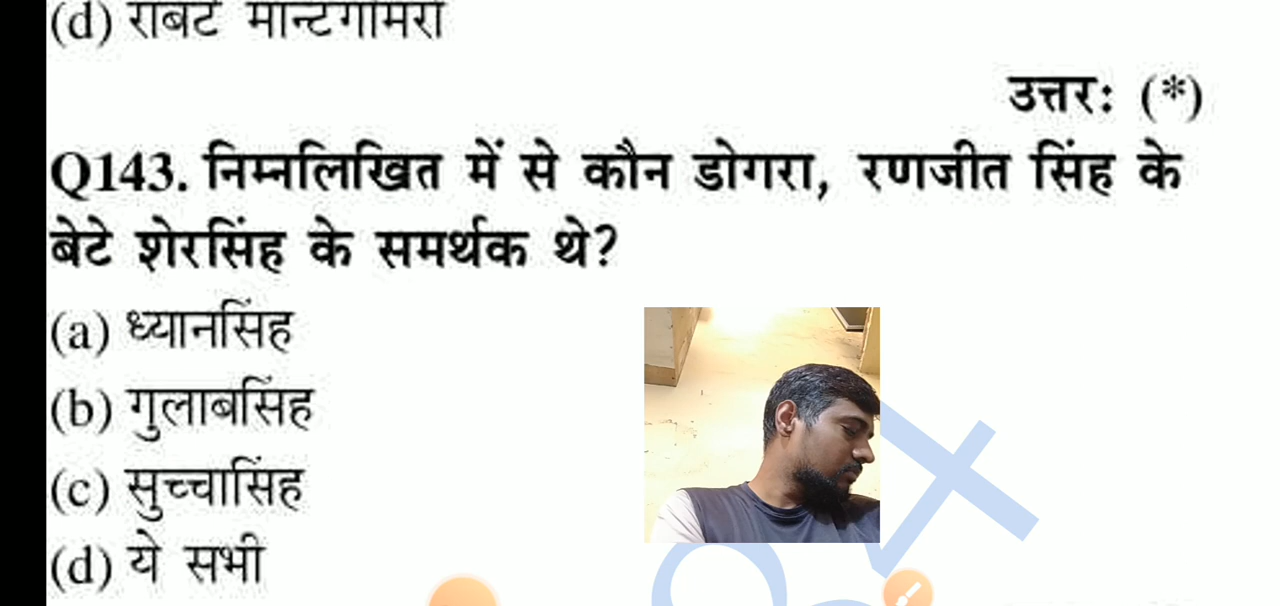 (d) राबर्ट मान्टगोमरी
उत्तरः (*)
Q143. निम्नलिखित में से कौन डोगरा, रणजीत सिंह के
बेटे शेरसिंह के समर्थक थे?
(a) ध्यानसिंह
(b) गुलाबसिंह
(c) सुच्चासिंह
(d) ये सभी